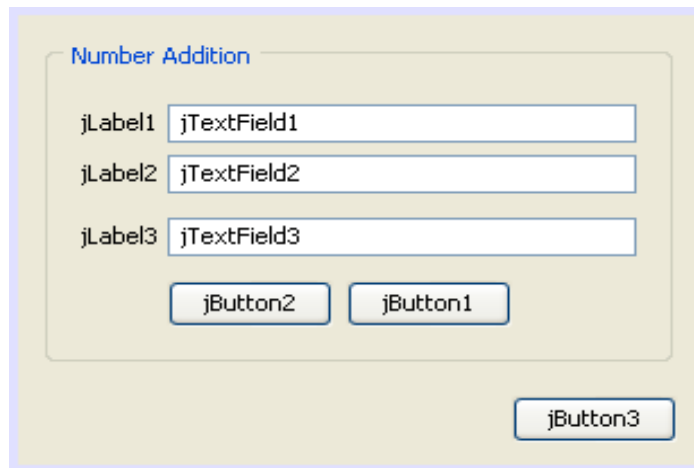 Number Addition
jLabel1 jTextField1
jLabel2 jTextField2
jLabel3 jTextField3
jButton2 jButton1
jButton3